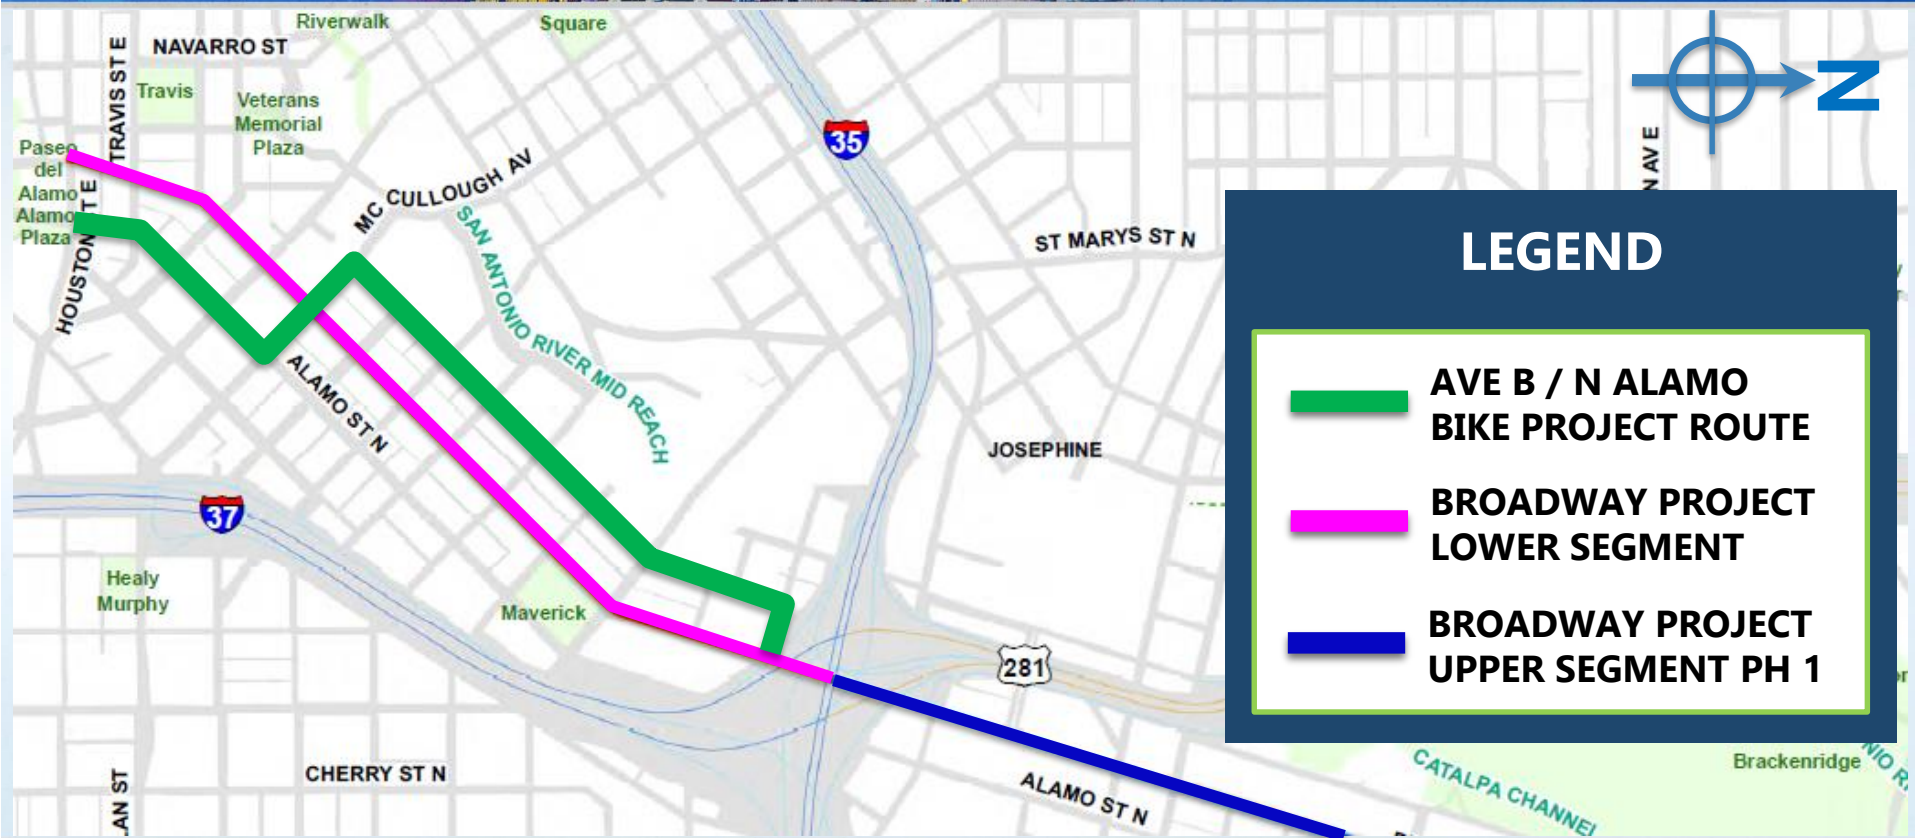 Riverwalk
Square
NAVARRO ST
TRAVIS ST E
Travis
Veterans
Memorial
Plaza
35
N
N AV E
Paseo
del
Alamo
Alamo
Plaza
HOUSTON ST E
MC CULLOUGH AV
SAN ANTONIO RIVER MID REACH
ST MARYS ST N
LEGEND
AVE B / N ALAMO
BIKE PROJECT ROUTE
BROADWAY PROJECT
LOWER SEGMENT
BROADWAY PROJECT
UPPER SEGMENT PH 1
ALAMO ST N
JOSEPHINE
37
Healy
Murphy
Maverick
281
CHERRY ST N
LAN ST
ALAMO ST N
CATALPA CHANNEL
Brackenridge
NIO R